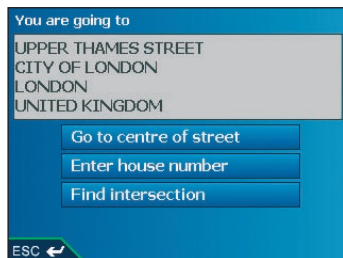 You are going to
UPPER THAMES STREET
CITY OF LONDON
LONDON
UNITED KINGDOM
Go to centre of street
Enter house number
Find intersection
ESC